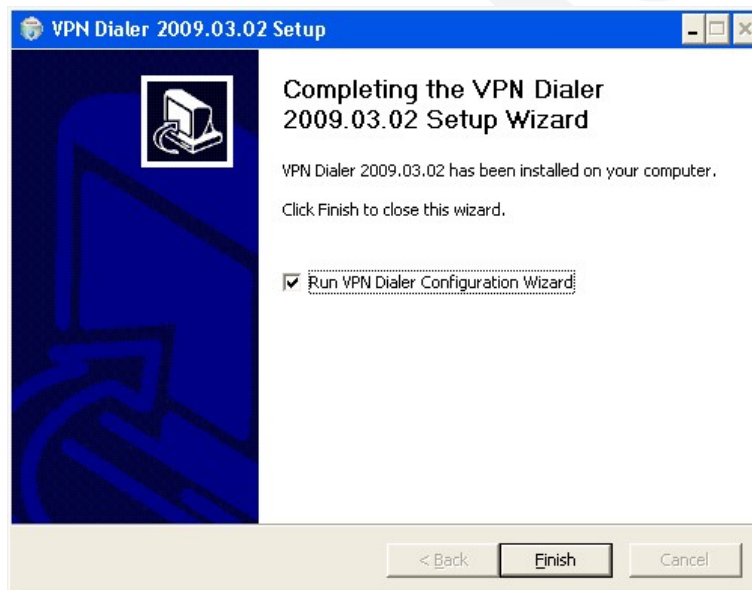 VPN Dialer 2009.03.02 Setup
Completing the VPN Dialer
2009.03.02 Setup Wizard
VPN Dialer 2009.03.02 has been installed on your computer.
Click Finish to close this wizard.
Run VPN Dialer Configuration Wizard
< Back Finish Cancel